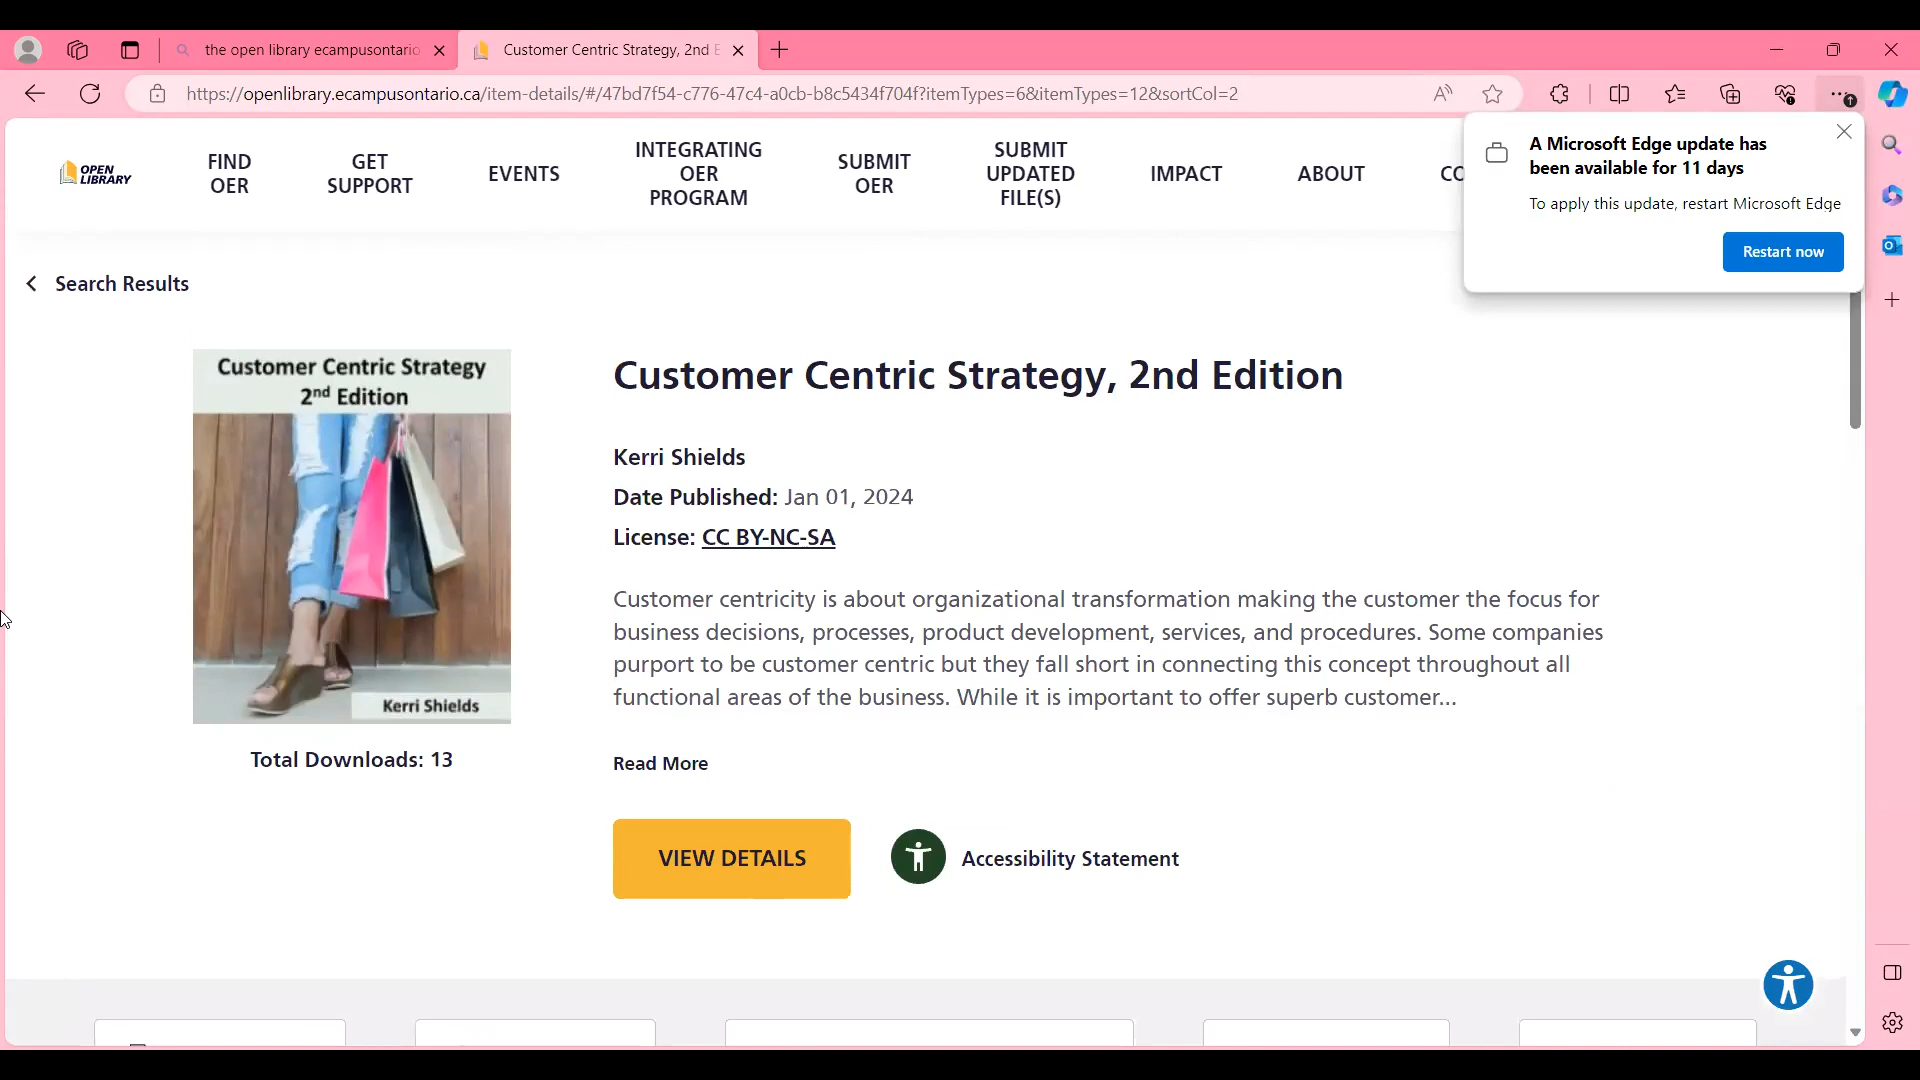 the open library ecampusontario
Customer Centric Strategy, 2nd E
https://openlibrary.ecampusontario.ca/item-details/#/47bd7f54-c776-47c4-a0cb-b8c5434f704f?itemTypes=6&itemTypes=12&sortCol=2
A Microsoft Edge update has
been available for 11 days
To apply this update, restart Microsoft Edge
Restart now
OPEN
LIBRARY
FIND
OER
GET
SUPPORT
EVENTS
INTEGRATING
OER
PROGRAM
SUBMIT
OER
SUBMIT
UPDATED
FILE(S)
IMPACT
ABOUT
CO
Search Results
Customer Centric Strategy
2nd Edition
Kerri Shields
Total Downloads: 13
Customer Centric Strategy, 2nd Edition
Kerri Shields
Date Published: Jan 01, 2024
License: CC BY-NC-SA
Customer centricity is about organizational transformation making the customer the focus for
business decisions, processes, product development, services, and procedures. Some companies
purport to be customer centric but they fall short in connecting this concept throughout all
functional areas of the business. While it is important to offer superb customer...
Read More
VIEW DETAILS
Accessibility Statement